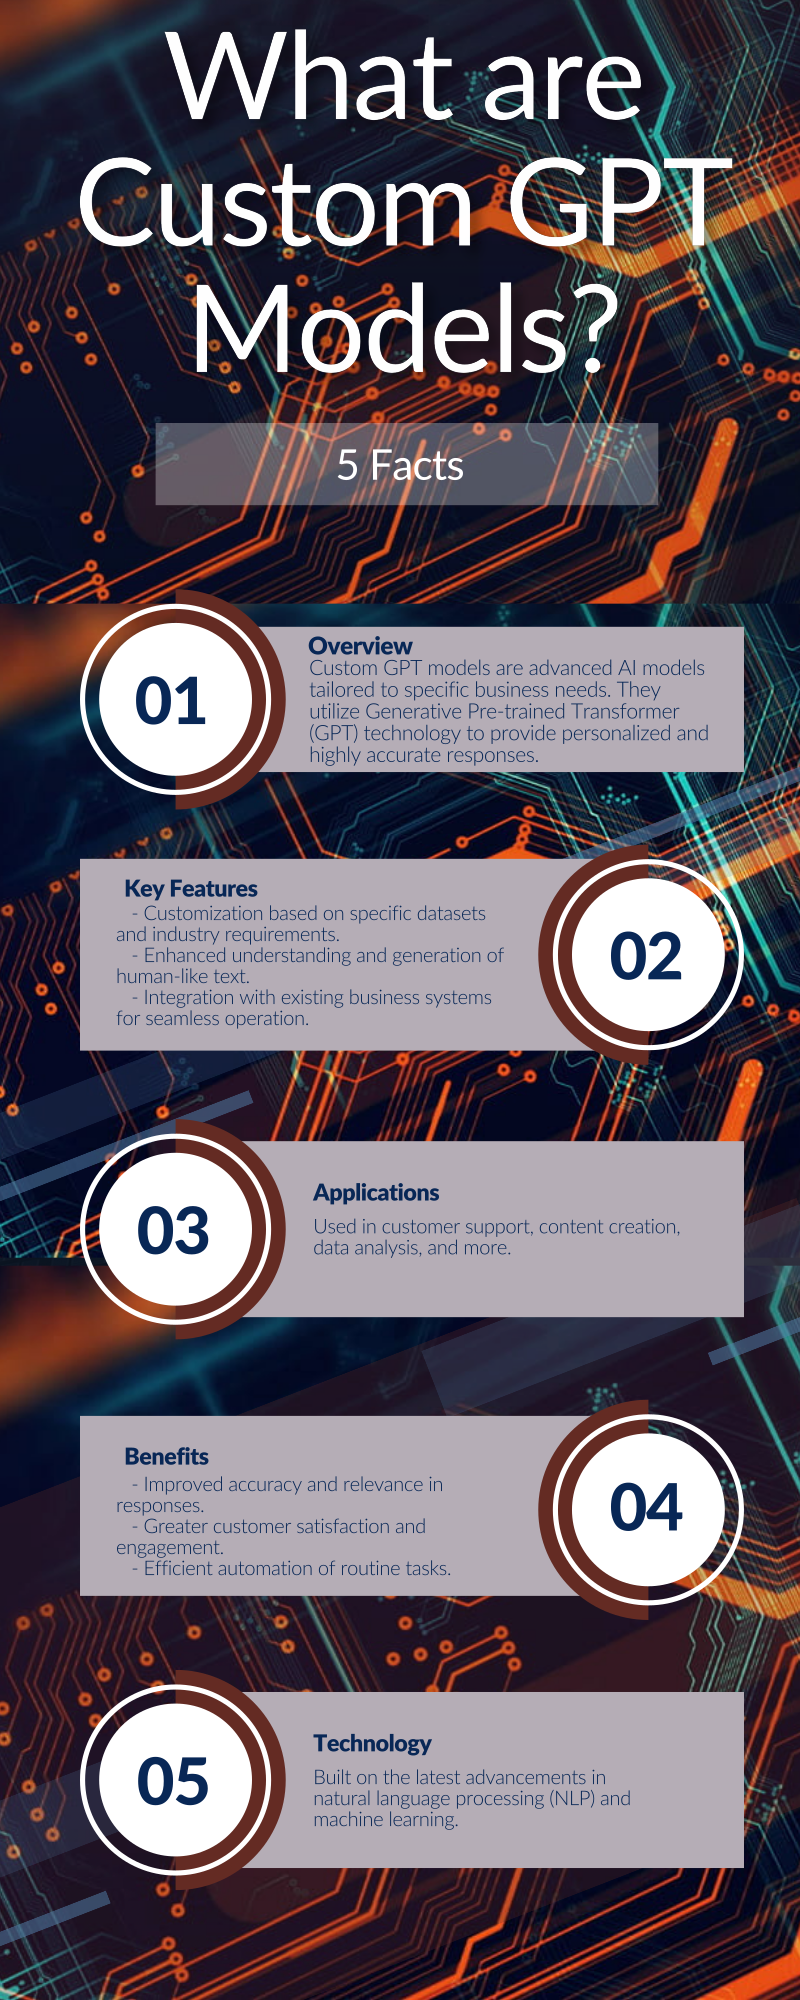 What are
Custom GPT
Models?
5 Facts
01
Overview
Custom GPT models are advanced AI models
tailored to specific business needs. They
utilize Generative Pre-trained Transformer
(GPT) technology to provide personalized and
highly accurate responses.
Key Features
- Customization based on specific datasets
and industry requirements.
- Enhanced understanding and generation of
human-like text.
- Integration with existing business systems
for seamless operation.
02
03
Applications
Used in customer support, content creation,
data analysis, and more.
Benefits
- Improved accuracy and relevance in
responses.
- Greater customer satisfaction and
engagement.
- Efficient automation of routine tasks.
04
05
Technology
Built on the latest advancements in
natural language processing (NLP) and
machine learning.